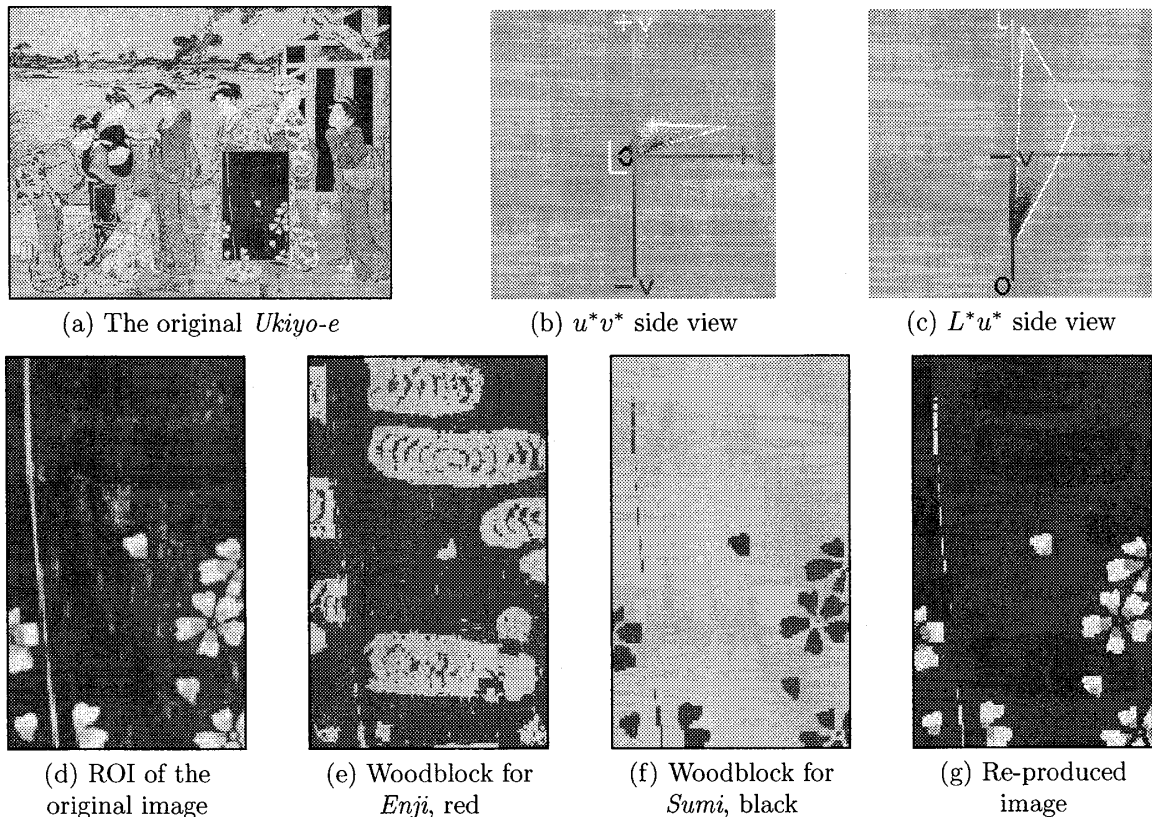 +v
L
O
+u
-v
L
-v
+u
O
(a) The original Ukiyo-e
(b) u*v* side view
(c) L*u* side view
(d) ROI of the
original image
(e) Woodblock for
Enji, red
(f) Woodblock for
Sumi, black
(g) Re-produced
image